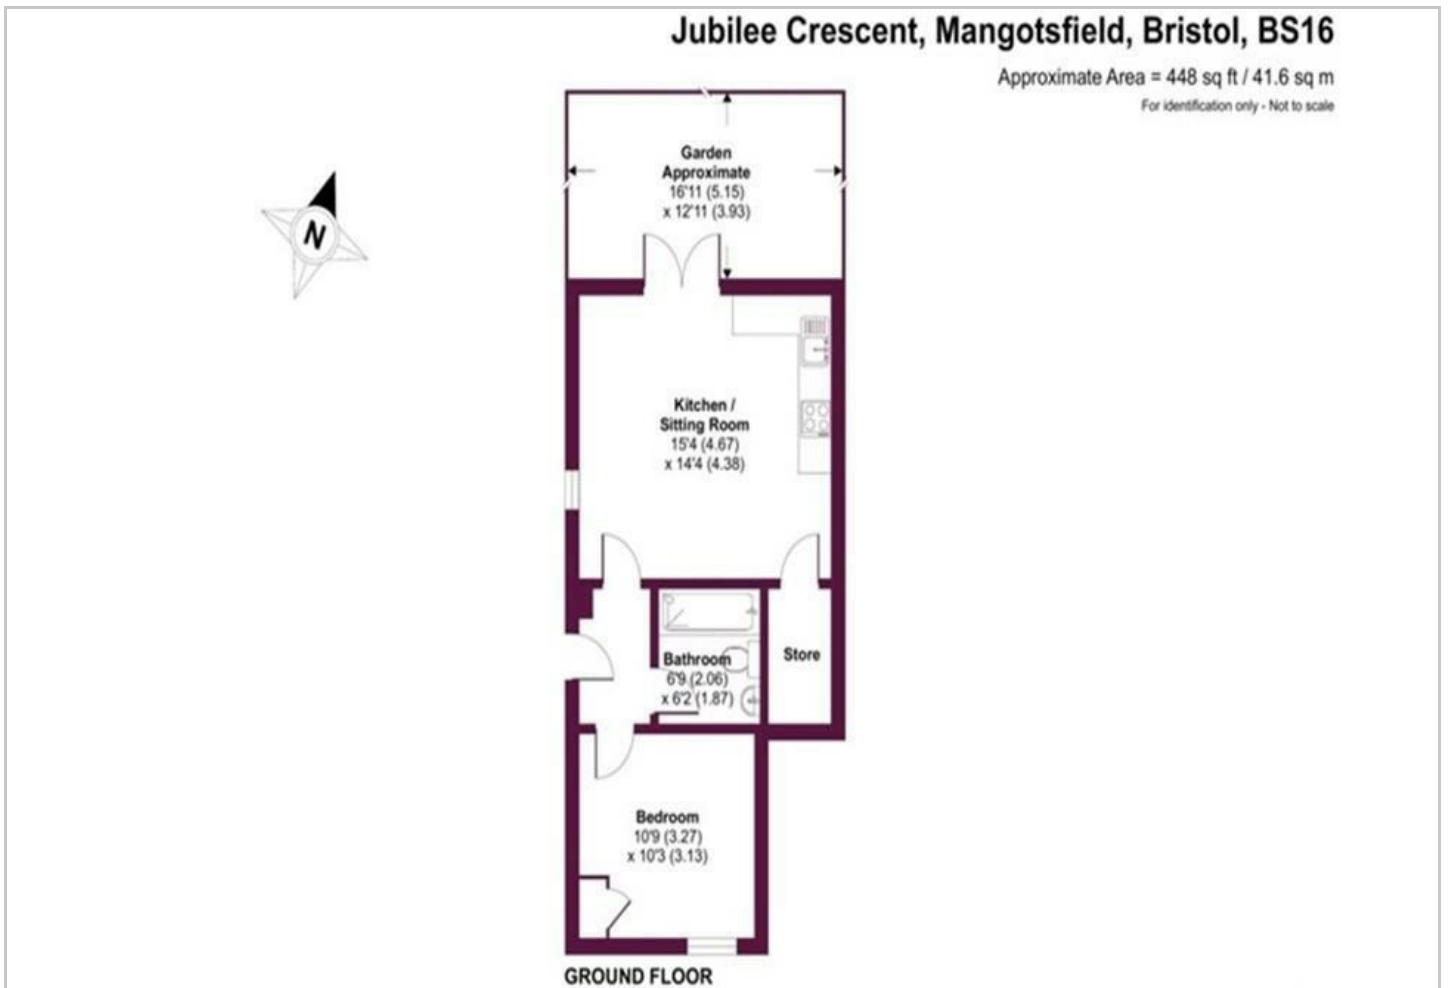 Jubilee Crescent, Mangotsfield, Bristol, BS16
Approximate Area = 448 sq ft / 41.6 sq m
For identification only - Not to scale
N
Garden
Approximate
16'11 (5.15)
x 12'11 (3.93)
Kitchen /
Sitting Room
15'4 (4.67)
x 14'4 (4.38)
Bathroom
6'9 (2.06)
x 6'2 (1.87)
Store
Bedroom
10'9 (3.27)
x 10'3 (3.13)
GROUND FLOOR